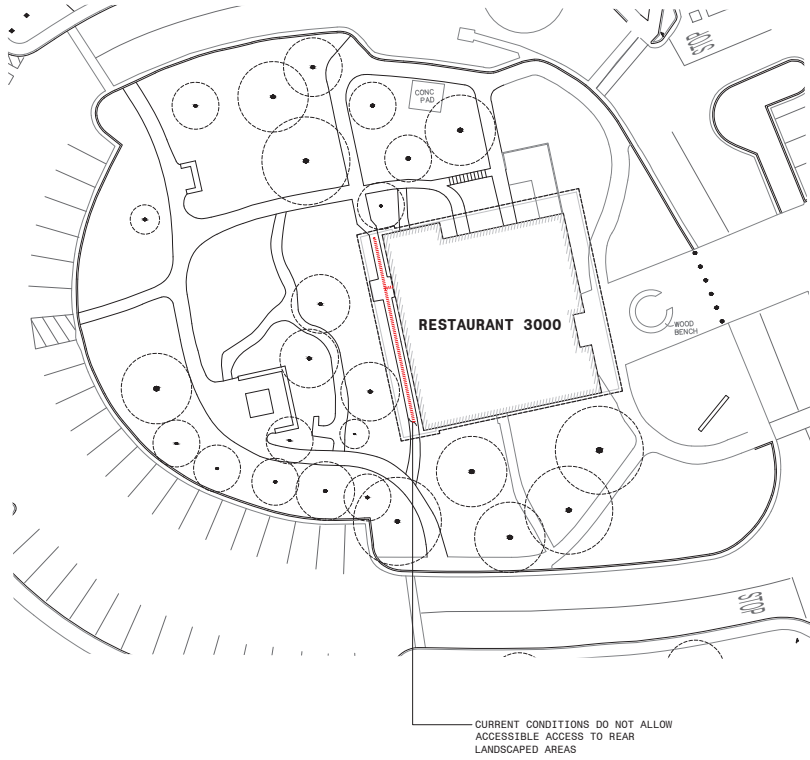 STOP
CONC
PAD
RESTAURANT 3000
WOOD
BENCH
STOP
CURRENT CONDITIONS DO NOT ALLOW
ACCESSIBLE ACCESS TO REAR
LANDSCAPED AREAS